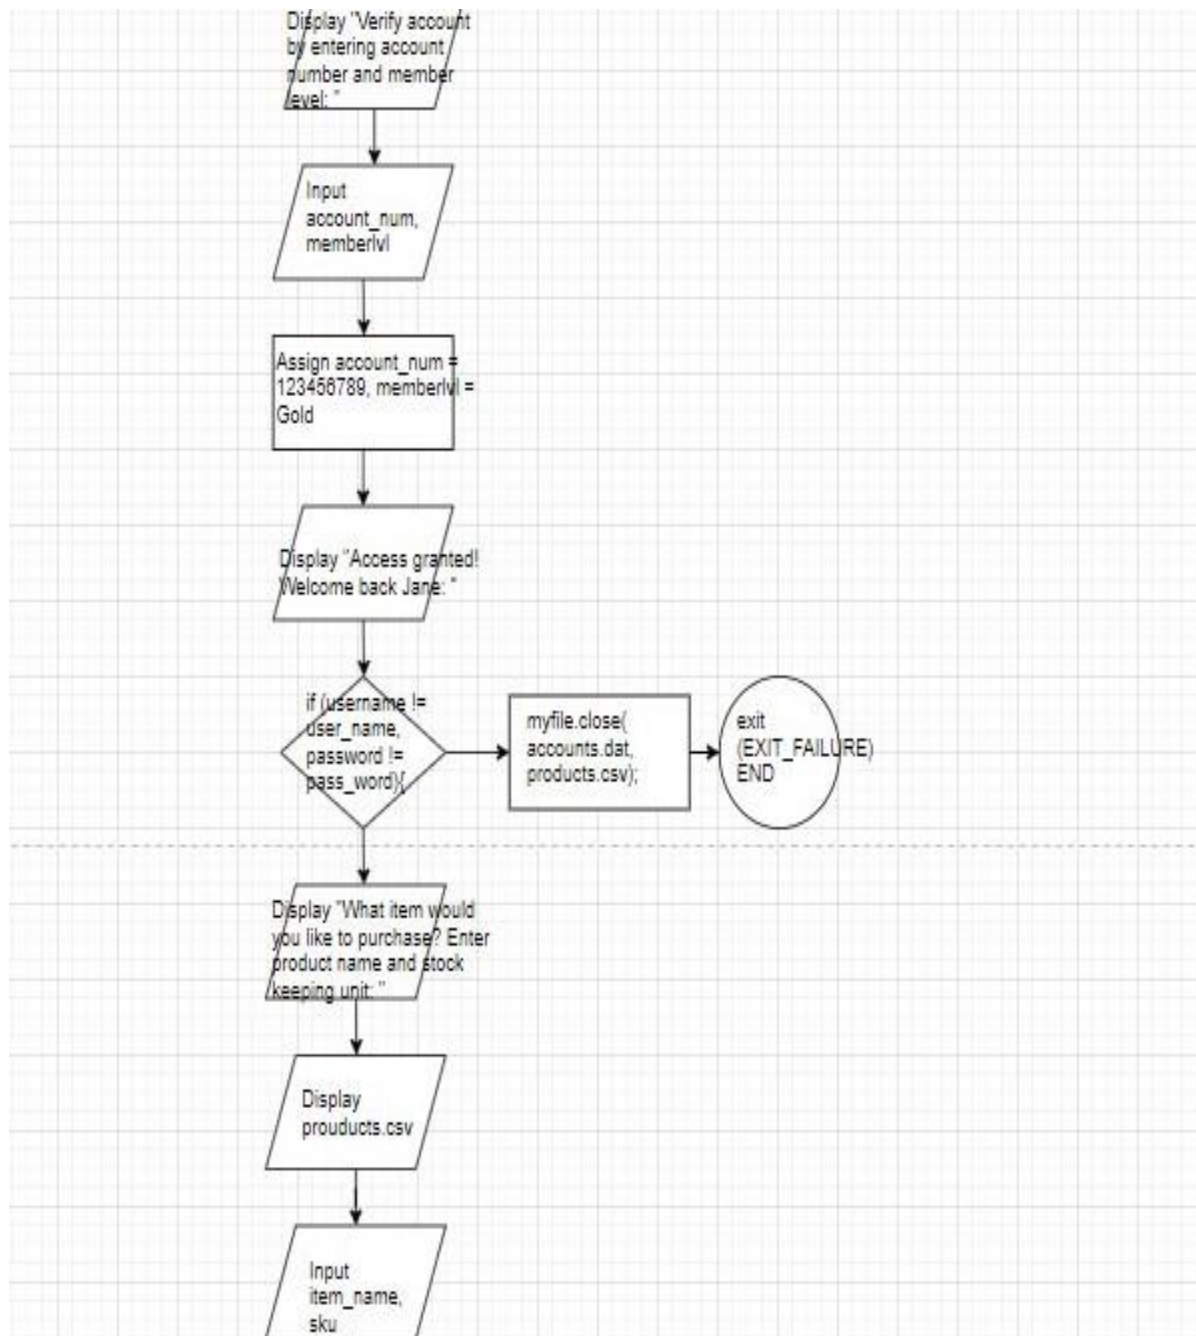 Display "Verify account
by entering account
number and member
level: "
Input
account_num,
memberlvl
Assign account_num =
123456789, memberlvl =
Gold
Display "Access granted!
Welcome back Jane: "
if (username !=
user_name,
password !=
pass_word){
myfile.close(
accounts.dat,
products.csv);
exit
(EXIT_FAILURE)
END
Display "What item would
you like to purchase? Enter
product name and stock
keeping unit: "
Display
prouducts.csv
Input
item_name,
sku